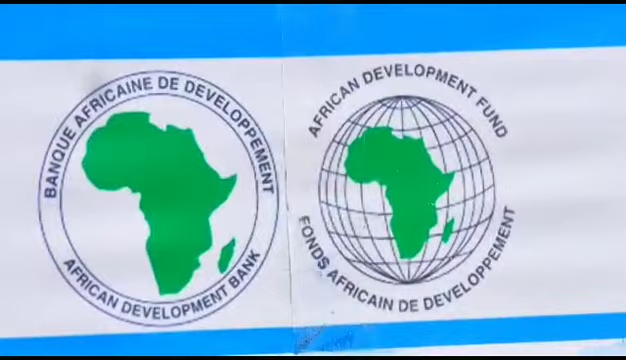 BANQUE AFRICAINE DE DEVELOPPEMENT
AFRICAN DEVELOPMENT BANK
AFRICAN DEVELOPMENT FUND
FONDS AFRICAIN DE DEVELOPPEMENT